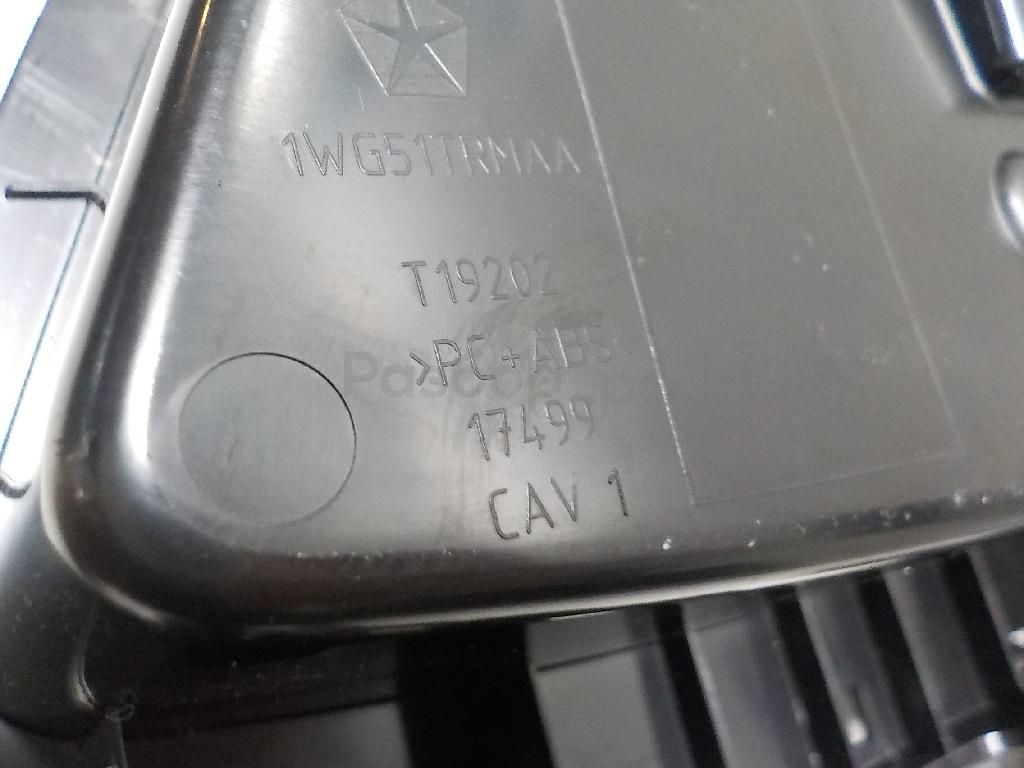 1WG51TRMAA
T19202
>PC+ABS<
17499
CAV 1